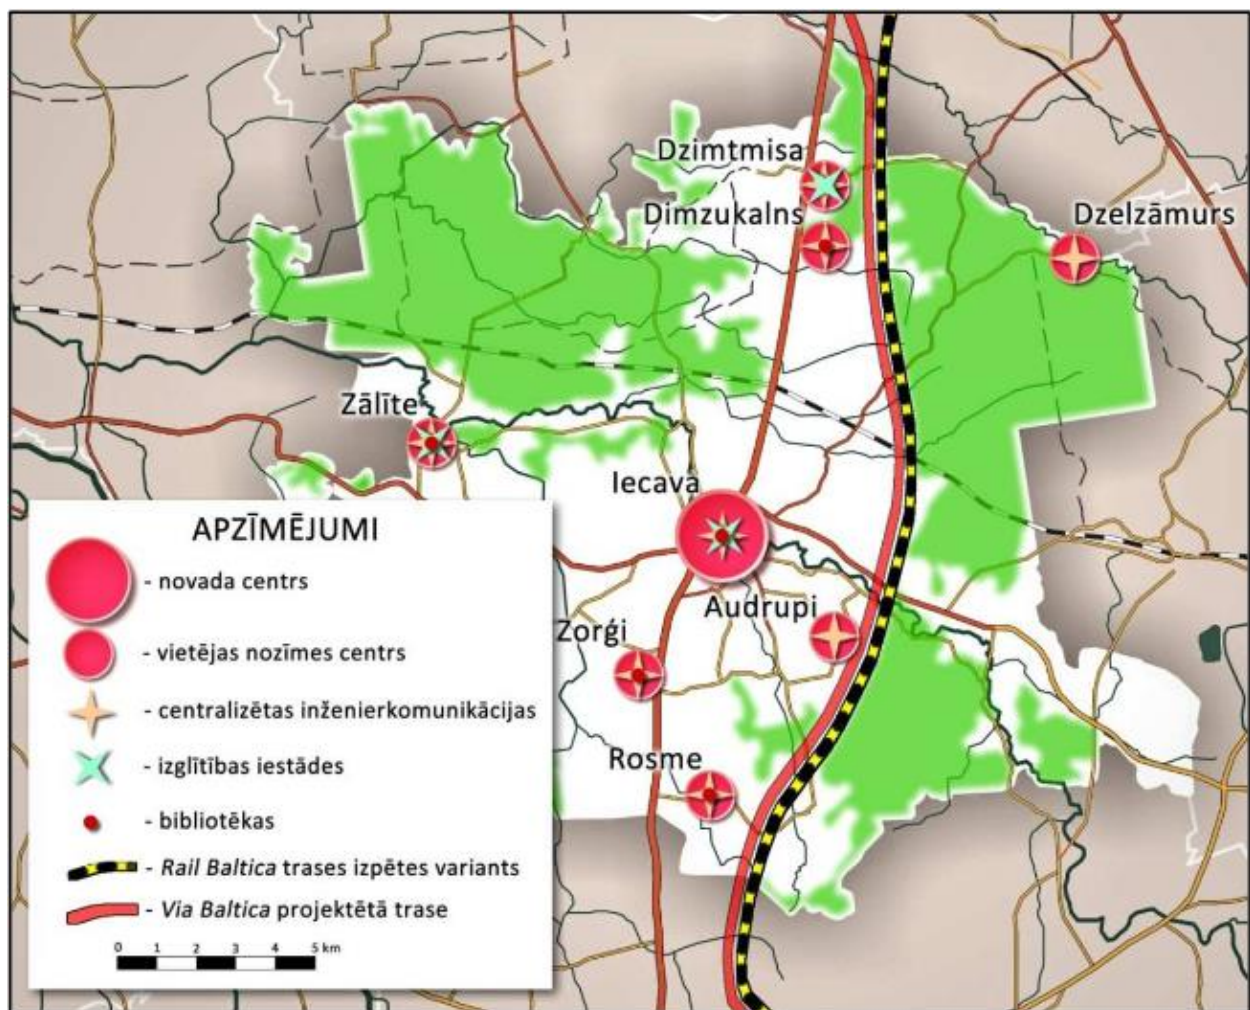 Dzimtmisa
Dimzukalns
Dzelzāmurs
Zālīte
Iecava
Audrupi
Zorģi
Rosme
APZĪMĒJUMI
- novada centrs
- vietējas nozīmes centrs
- centralizētas inženierkomunikācijas
- izglītības iestādes
- bibliotēkas
- Rail Baltica trases izpētes variants
- Via Baltica projektētā trase
0 1 2 3 4 5 km